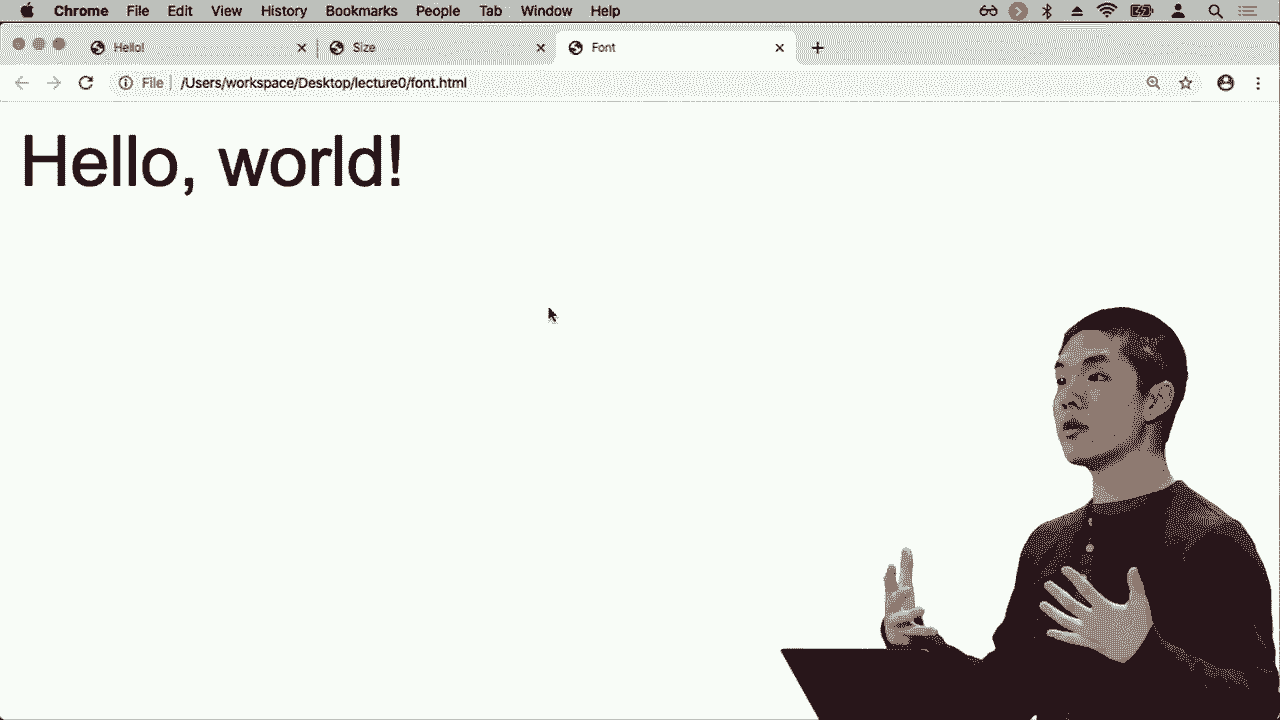 Chrome File Edit View History Bookmarks People Tab Window Help
Hello! Size Font
File /Users/workspace/Desktop/lecture0/font.html
Hello, world!